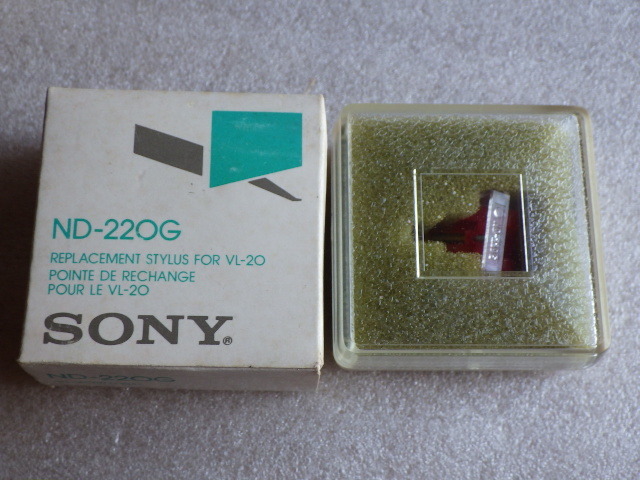 ND-220G
REPLACEMENT STYLUS FOR VL-20
POINTE DE RECHANGE
POUR LE VL-20
SONY®
ND-220G